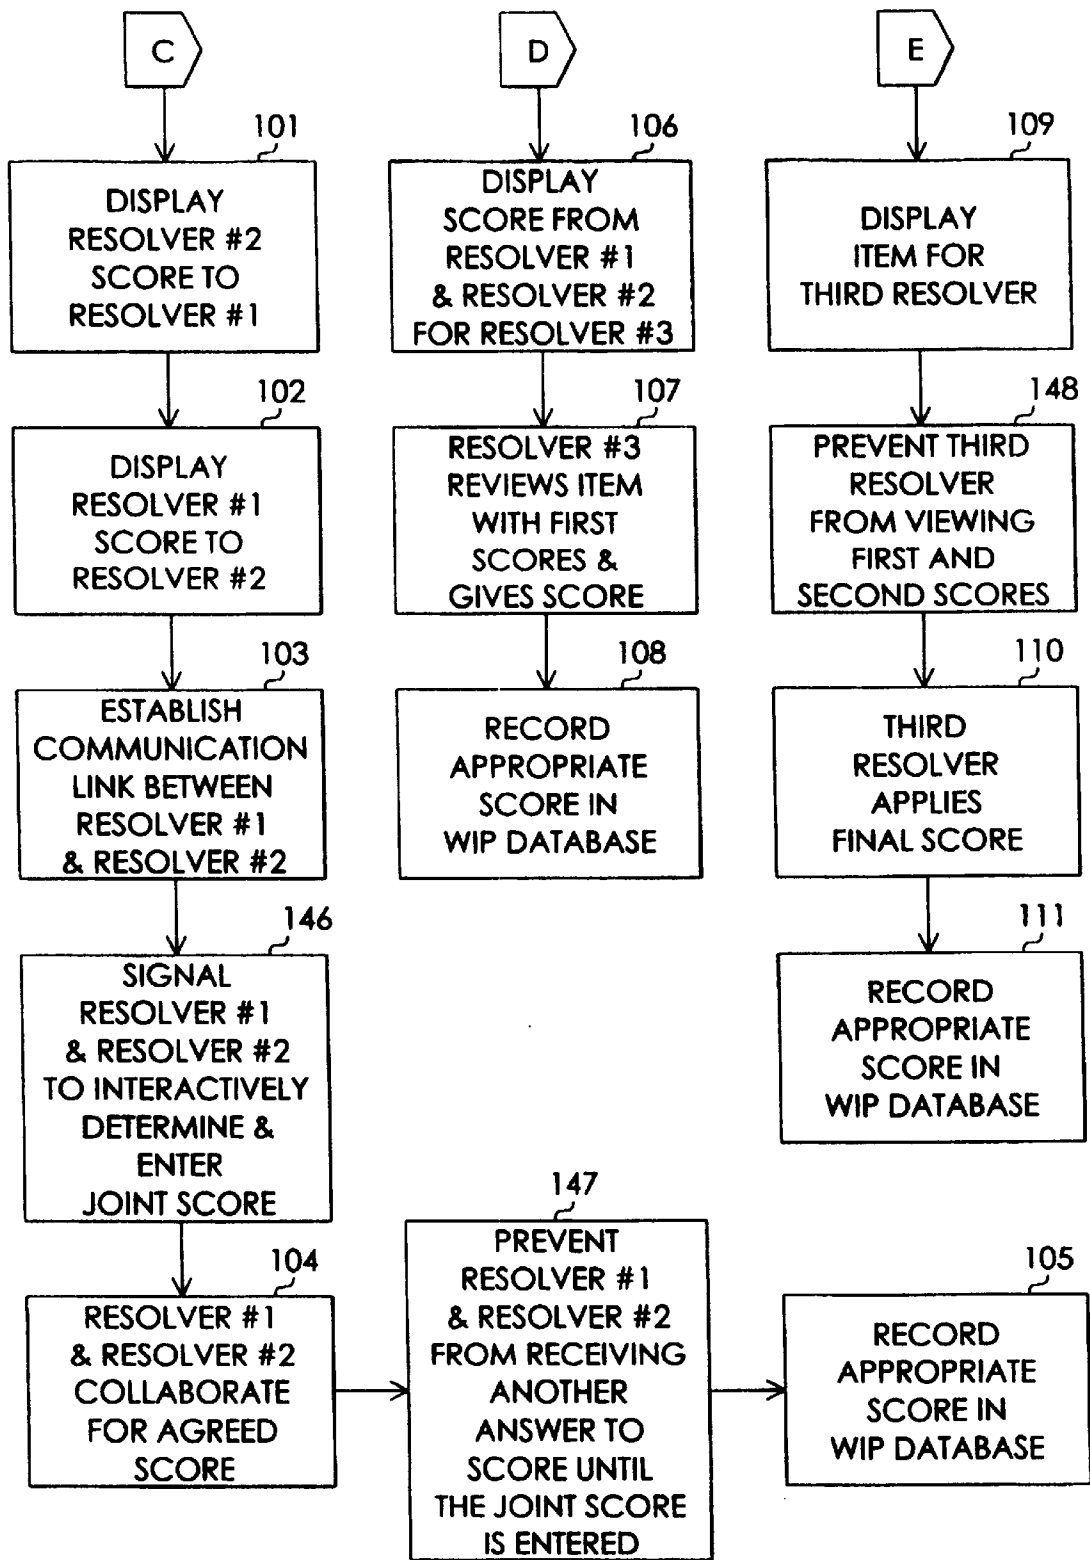 C
101
DISPLAY
RESOLVER #2
SCORE TO
RESOLVER #1
102
DISPLAY
RESOLVER #1
SCORE TO
RESOLVER #2
103
ESTABLISH
COMMUNICATION
LINK BETWEEN
RESOLVER #1
& RESOLVER #2
146
SIGNAL
RESOLVER #1
& RESOLVER #2
TO INTERACTIVELY
DETERMINE &
ENTER
JOINT SCORE
104
RESOLVER #1
& RESOLVER #2
COLLABORATE
FOR AGREED
SCORE
147
PREVENT
RESOLVER #1
& RESOLVER #2
FROM RECEIVING
ANOTHER
ANSWER TO
SCORE UNTIL
THE JOINT SCORE
IS ENTERED
105
RECORD
APPROPRIATE
SCORE IN
WIP DATABASE
D
106
DISPLAY
SCORE FROM
RESOLVER #1
& RESOLVER #2
FOR RESOLVER #3
107
RESOLVER #3
REVIEWS ITEM
WITH FIRST
SCORES &
GIVES SCORE
108
RECORD
APPROPRIATE
SCORE IN
WIP DATABASE
E
109
DISPLAY
ITEM FOR
THIRD RESOLVER
148
PREVENT THIRD
RESOLVER
FROM VIEWING
FIRST AND
SECOND SCORES
110
THIRD
RESOLVER
APPLIES
FINAL SCORE
111
RECORD
APPROPRIATE
SCORE IN
WIP DATABASE